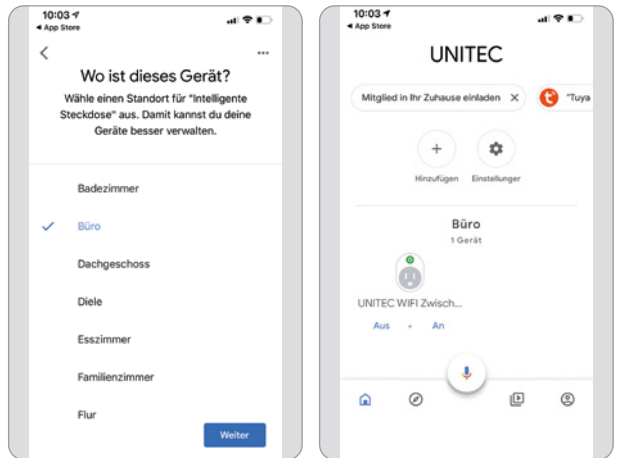 10:03
App Store
Wo ist dieses Gerät?
Wähle einen Standort für "Intelligente
Steckdose" aus. Damit kannst du deine
Geräte besser verwalten.
Badezimmer
Büro
Dachgeschoss
Diele
Esszimmer
Familienzimmer
Flur
Weiter
10:03
App Store
UNITEC
Mitglied in Ihr Zuhause einladen
"Tuya
Hinzufügen
Einstellungen
Büro
1 Gerät
UNITEC WIFI Zwisch...
Aus - An